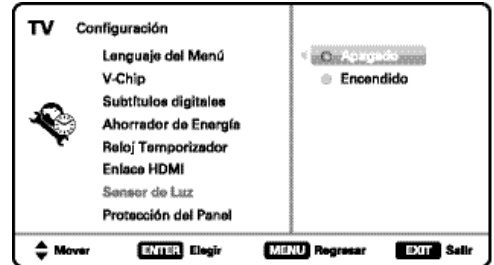 TV Configuración
Lenguaje del Menú
Apagado
V-Chip
Encendido
Subtítulos digitales
Ahorrador de Energía
Reloj Temporizador
Enlace HDMI
Sensor de Luz
Protección del Panel
Mover ENTER Elegir MENU Regresar EXIT Salir